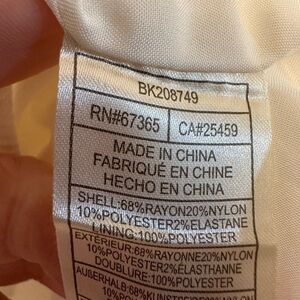 BK208749
RN#67365
CA#25459
MADE IN CHINA
FABRIQUÉ EN CHINE
HECHO EN CHINA
SHELL:68%RAYON20%NYLON
10%POLYESTER2%ELASTANE
LINING:100%POLYESTER
EXTERIEUR:68%RAYONNE20%NYLON
10%POLYESTER2%ELASTHANNE
DOUBLURE:100%POLYESTER